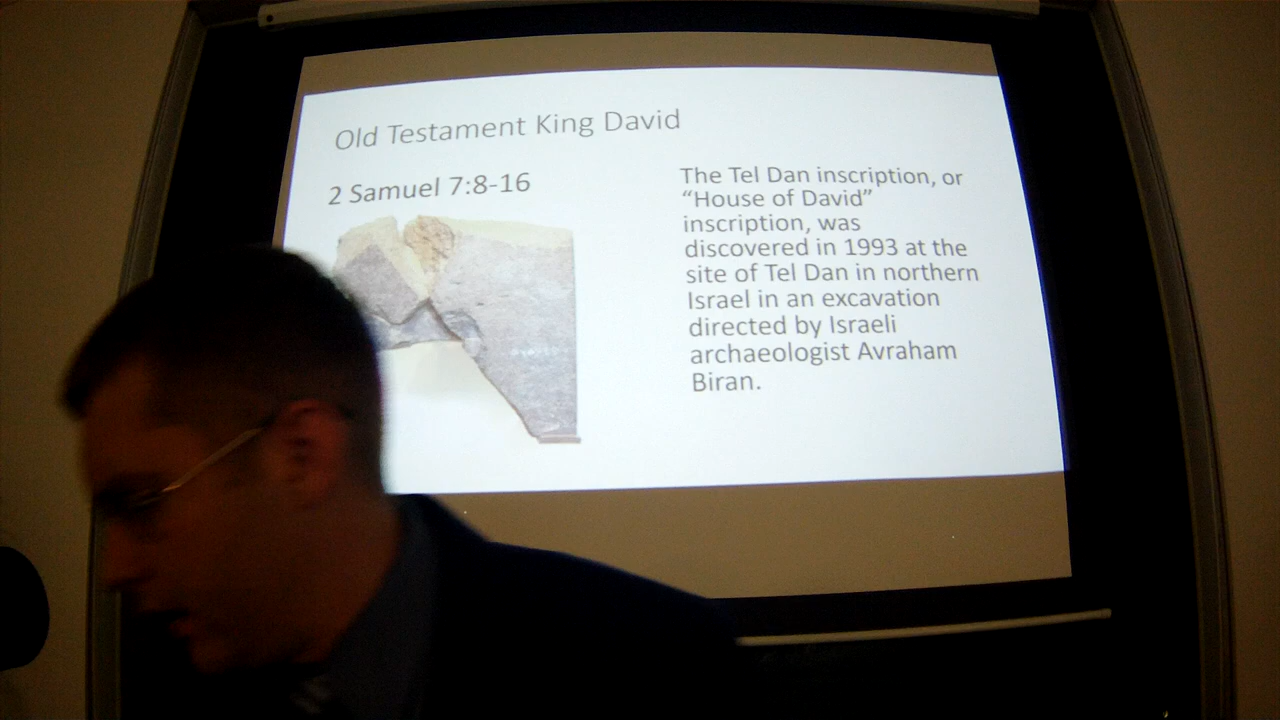 Old Testament King David
2 Samuel 7:8-16
The Tel Dan inscription, or
“House of David”
inscription, was
discovered in 1993 at the
site of Tel Dan in northern
Israel in an excavation
directed by Israeli
archaeologist Avraham
Biran.